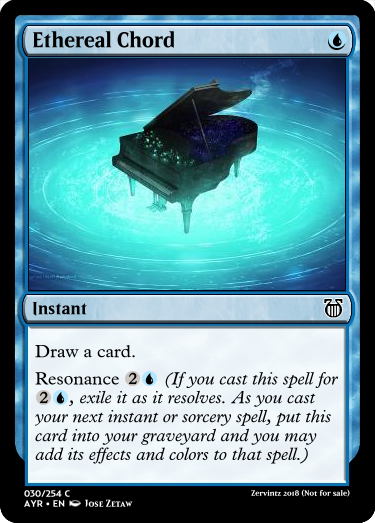 Ethereal Chord
Instant
Draw a card.
Resonance 2 (If you cast this spell for
2, exile it as it resolves. As you cast
your next instant or sorcery spell, put this
card into your graveyard and you may
add its effects and colors to that spell.)
030/254 C
Zervintz 2018 (Not for sale)
AYR • EN Jose Zetaw